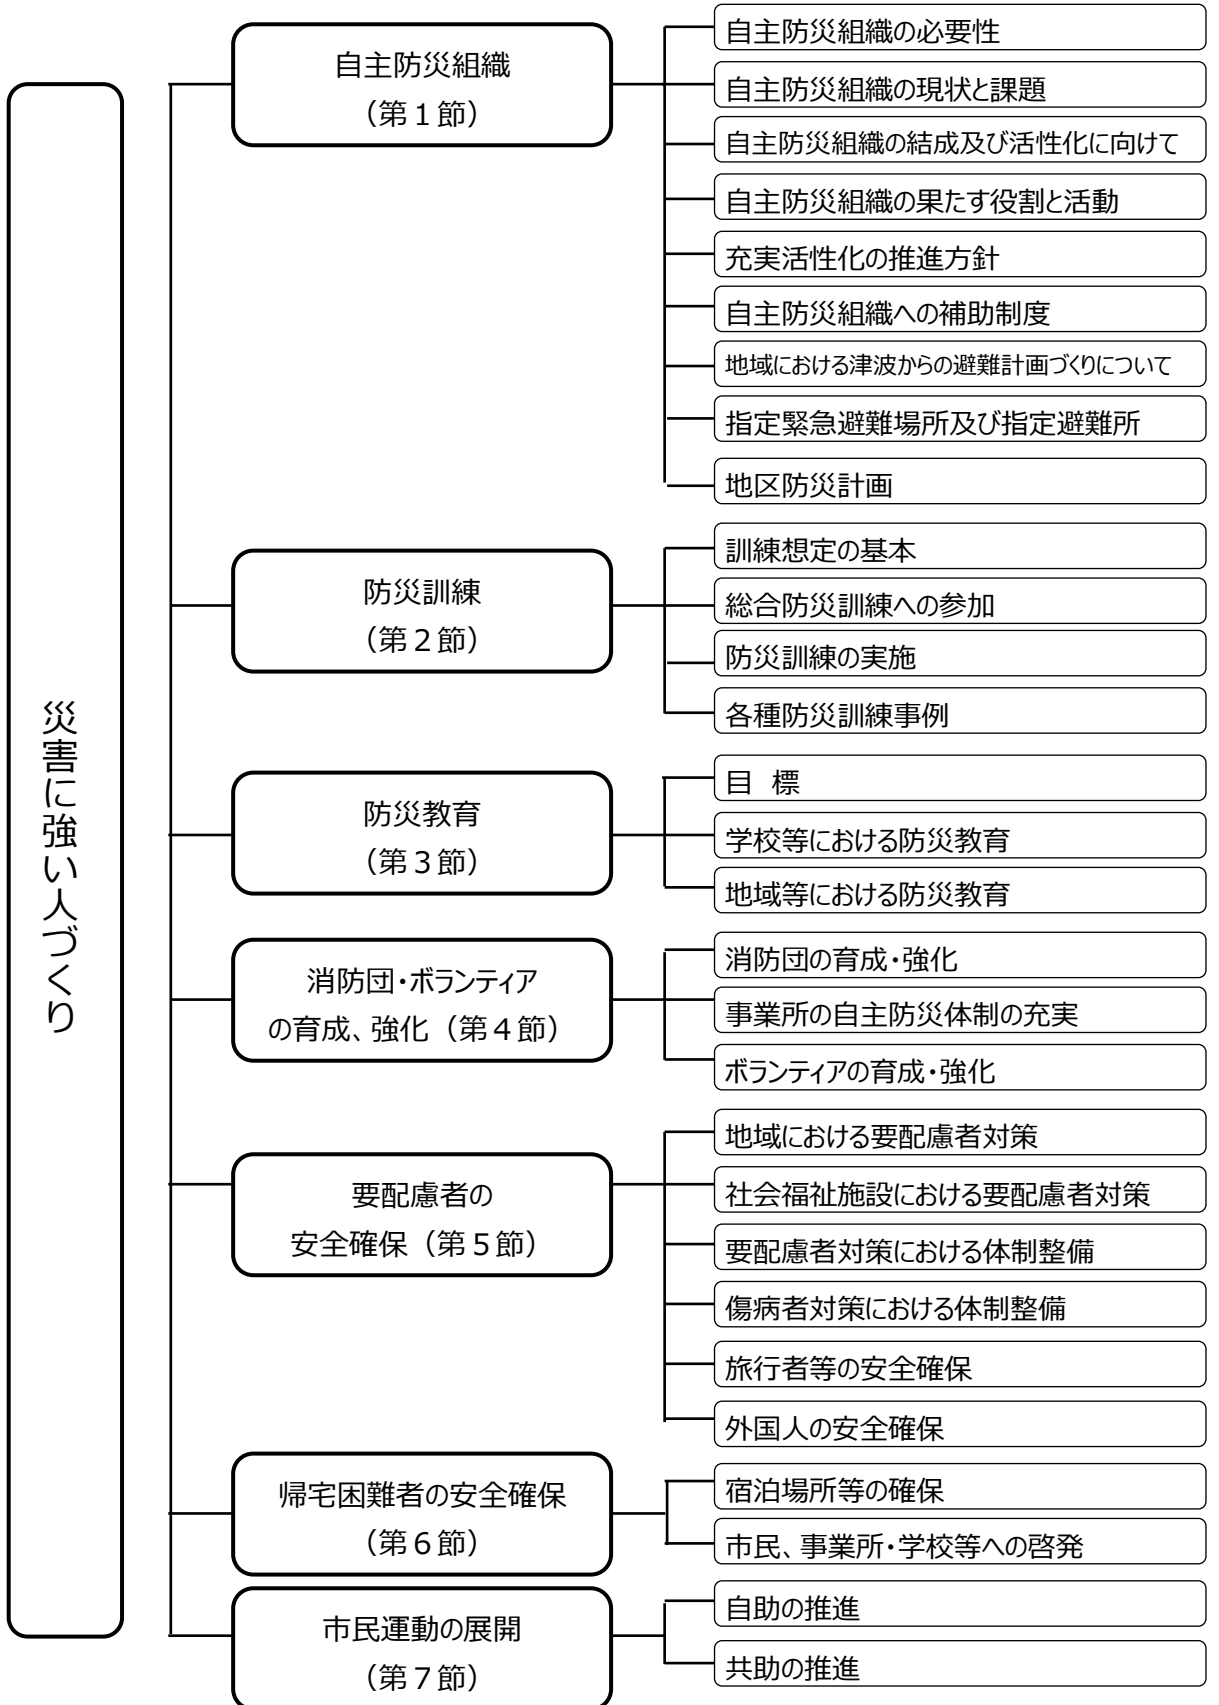 災害に強い人づくり
自主防災組織
（第１節）
自主防災組織の必要性
自主防災組織の現状と課題
自主防災組織の結成及び活性化に向けて
自主防災組織の果たす役割と活動
充実活性化の推進方針
自主防災組織への補助制度
地域における津波からの避難計画づくりについて
指定緊急避難場所及び指定避難所
地区防災計画
防災訓練
（第２節）
訓練想定の基本
総合防災訓練への参加
防災訓練の実施
各種防災訓練事例
防災教育
（第３節）
目　標
学校等における防災教育
地域等における防災教育
消防団・ボランティア
の育成、強化（第４節）
消防団の育成・強化
事業所の自主防災体制の充実
ボランティアの育成・強化
要配慮者の
安全確保（第５節）
地域における要配慮者対策
社会福祉施設における要配慮者対策
要配慮者対策における体制整備
傷病者対策における体制整備
旅行者等の安全確保
外国人の安全確保
帰宅困難者の安全確保
（第６節）
宿泊場所等の確保
市民、事業所・学校等への啓発
市民運動の展開
（第７節）
自助の推進
共助の推進